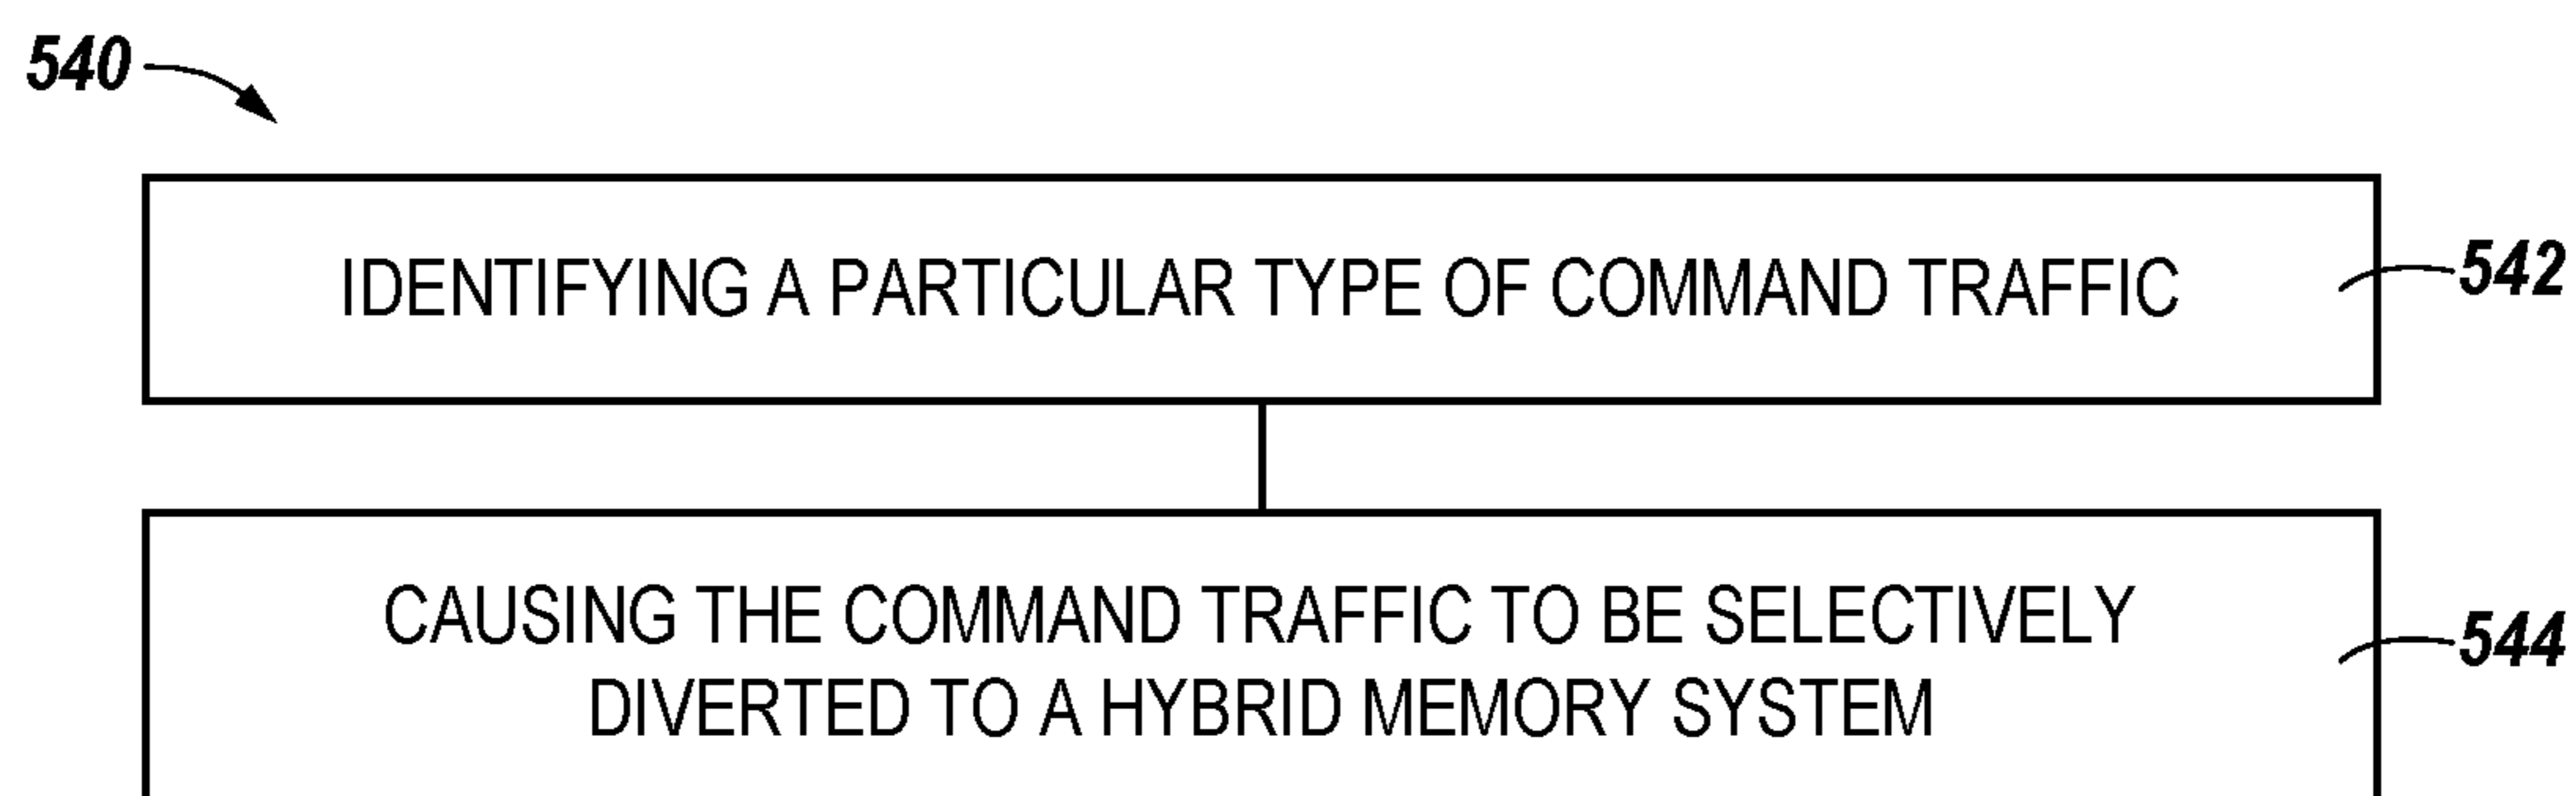 540
IDENTIFYING A PARTICULAR TYPE OF COMMAND TRAFFIC
542
CAUSING THE COMMAND TRAFFIC TO BE SELECTIVELY
DIVERTED TO A HYBRID MEMORY SYSTEM
544